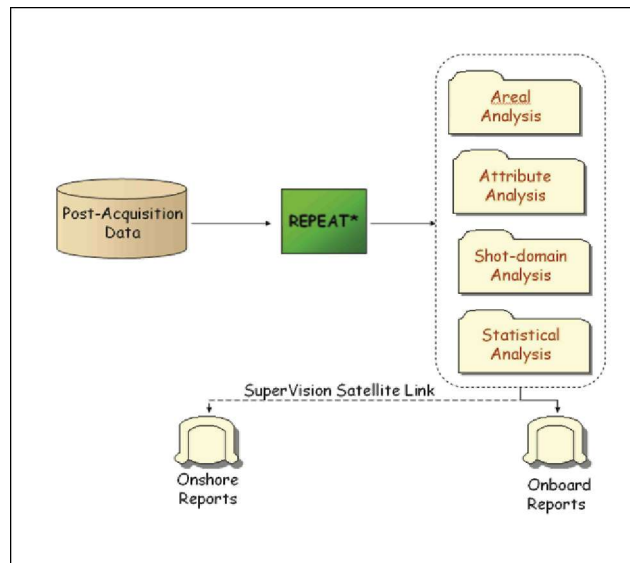 Areal
Analysis
Attribute
Analysis
Post-Acquisition
Data
REPEAT*
Shot-domain
Analysis
Statistical
Analysis
SuperVision Satellite Link
Onshore
Reports
Onboard
Reports